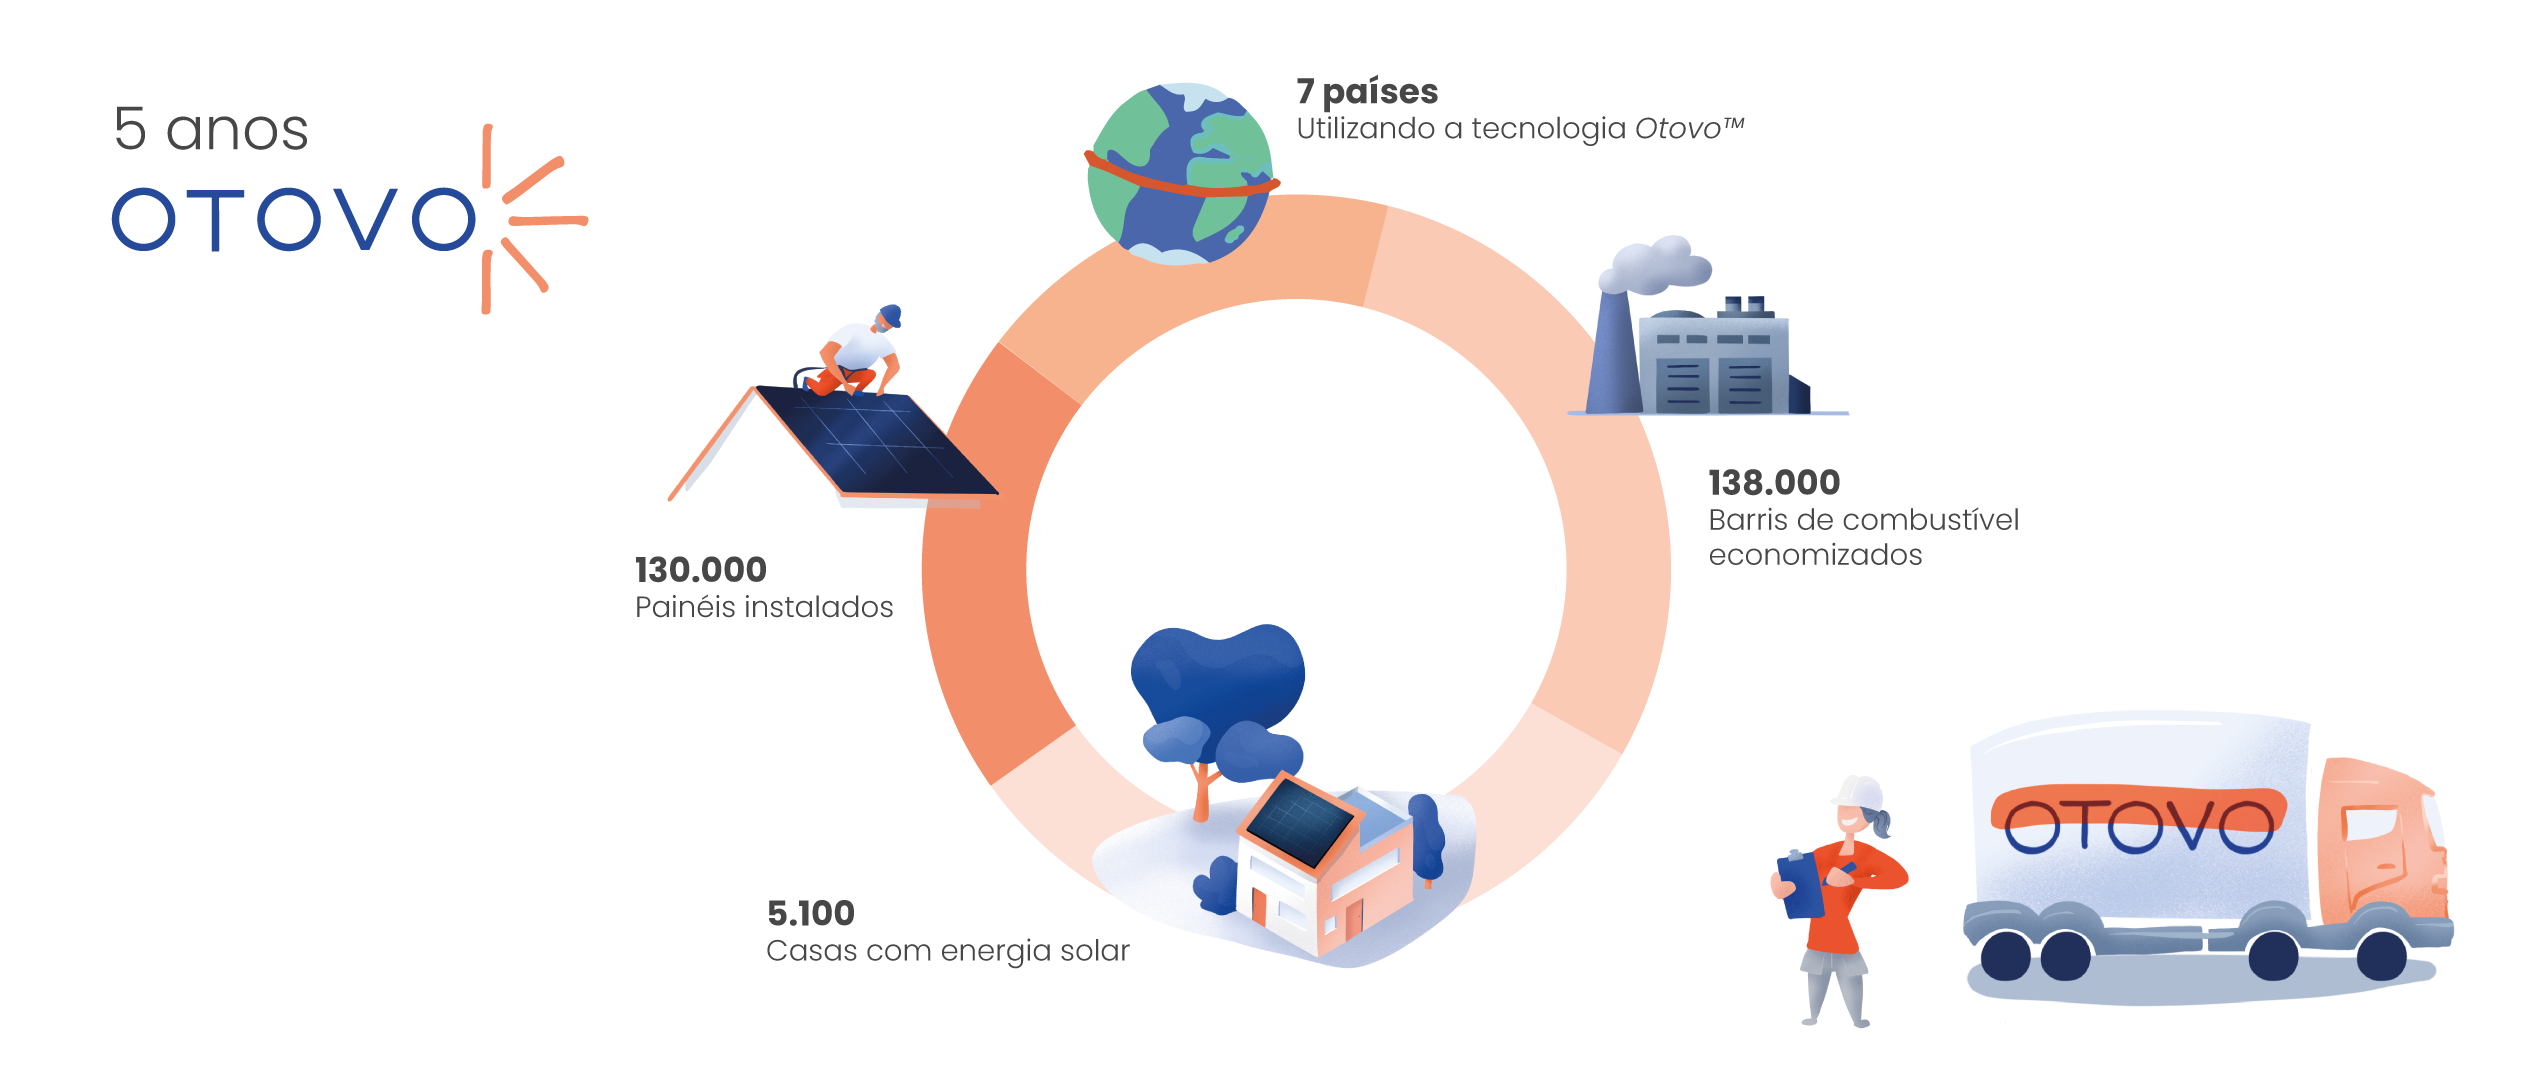 5 anos
OTOVO
7 países
Utilizando a tecnologia Otovo™
138.000
Barris de combustível
economizados
130.000
Painéis instalados
5.100
Casas com energia solar
OTOVO